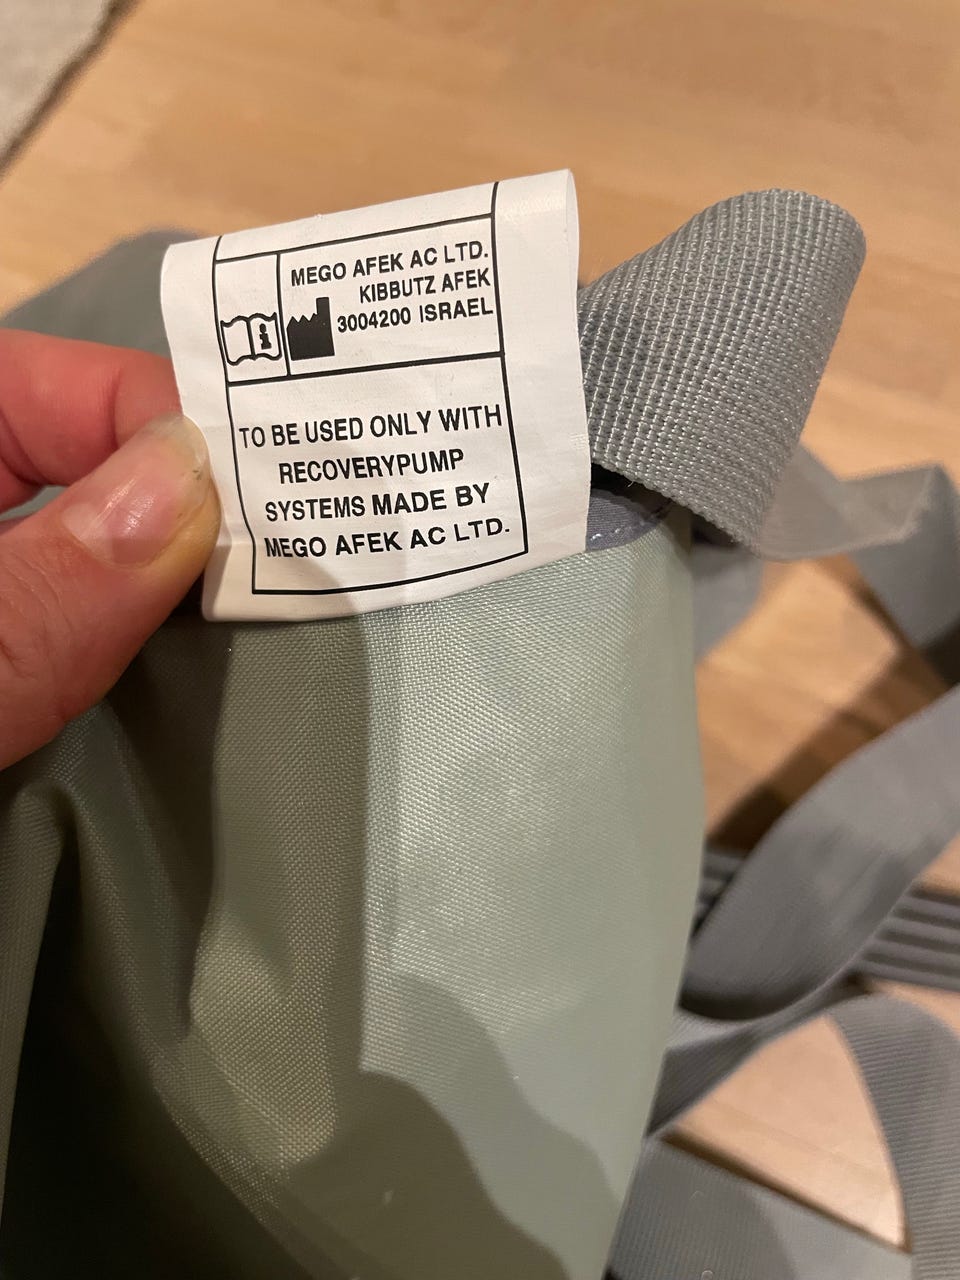 MEGO AFEK AC LTD.
KIBBUTZ AFEK
3004200 ISRAEL
TO BE USED ONLY WITH
RECOVERYPUMP
SYSTEMS MADE BY
MEGO AFEK AC LTD.